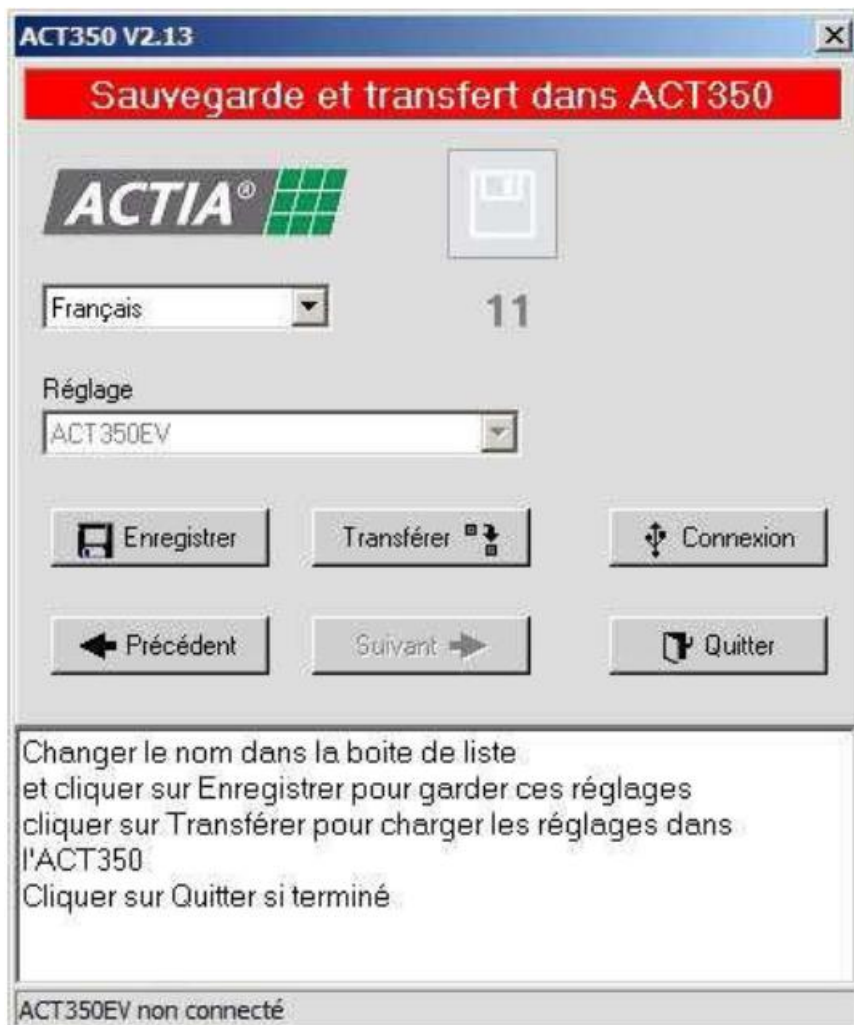 ACT350 V2.13
Sauvegarde et transfert dans ACT350
ACTIA®
Français
11
Réglage
ACT350EV
Enregistrer
Transférer
Connexion
Précédent
Suivant
Quitter
Changer le nom dans la boite de liste
et cliquer sur Enregistrer pour garder ces réglages
cliquer sur Transférer pour charger les réglages dans
l'ACT350
Cliquer sur Quitter si terminé
ACT350EV non connecté